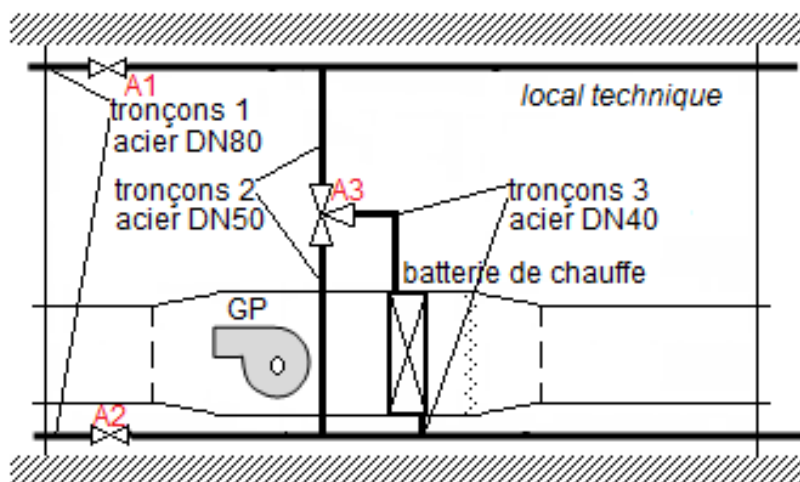 A1
tronçons 1
acier DN80
local technique
tronçons 2
acier DN50
A3
tronçons 3
acier DN40
batterie de chauffe
GP
A2